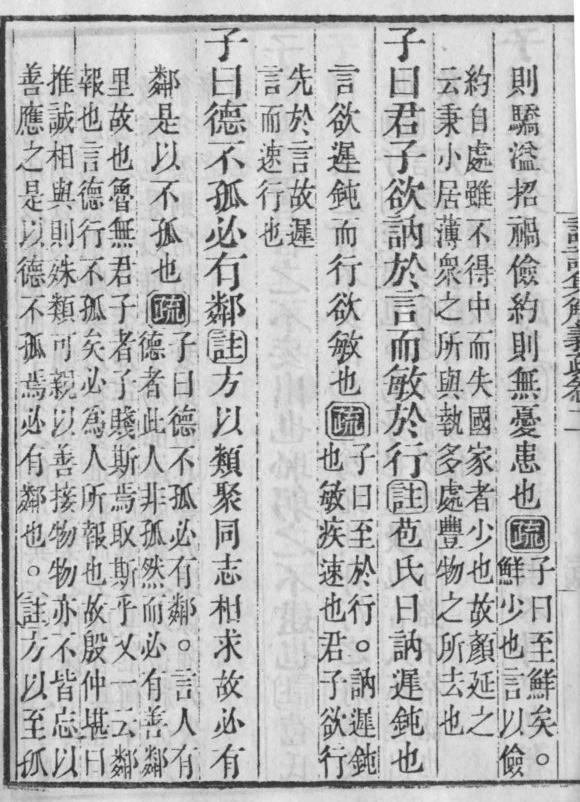 論語集解義疏卷二
則驕溢招禍儉約則無憂患也疏子曰至鮮矣。
鮮少也言以儉
約自處雖不得中而失國家者少也故顏延之
云秉小居薄衆之所與執多處豐物之所去也
子曰君子欲訥於言而敏於行註苞氏曰訥遲鈍也
言欲遲鈍而行欲敏也疏子曰至於行。訥遲鈍
也敏疾速也君子欲行
先於言故遲
言而速行也
子曰德不孤必有鄰註方以類聚同志相求故必有
鄰是以不孤也疏子曰德不孤必有鄰。言人有
德者此人非孤然而必有善鄰
里故也魯無君子者子賤斯焉取斯乎又一云鄰
報也言德行不孤矣必爲人所報也故殷仲堪曰
推誠相與則殊類可親以善接物物亦不皆忘以
善應之是以德不孤焉必有鄰也。註方以至孤